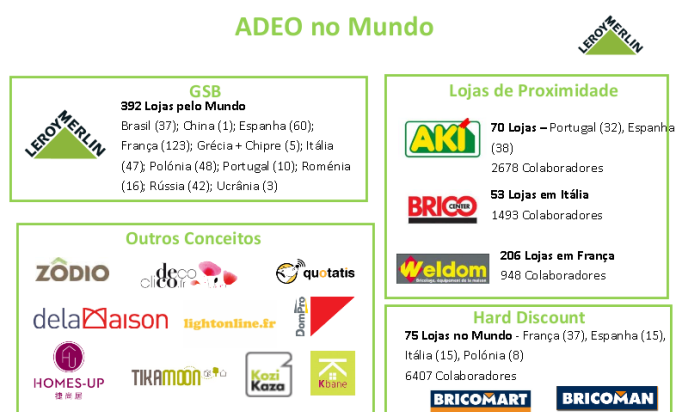 ADEO no Mundo
LEROY MERLIN
GSB
392 Lojas pelo Mundo
LEROY MERLIN
Brasil (37); China (1); Espanha (60);
França (123); Grécia + Chipre (5); Itália
(47); Polónia (48); Portugal (10); Roménia
(16); Rússia (42); Ucrânia (3)
Lojas de Proximidade
AKI
70 Lojas – Portugal (32), Espanha
(38)
2678 Colaboradores
BRICO CENTER
53 Lojas em Itália
1493 Colaboradores
Weldom
206 Lojas em França
948 Colaboradores
Outros Conceitos
ZÔDIO
decoclico.fr
quotatis
delamaison
lightonline.fr
DomPro
HOMES-UP
TIKAMOON
Kozi
Kaza
Kbane
Hard Discount
75 Lojas no Mundo - França (37), Espanha (15),
Itália (15), Polónia (8)
6407 Colaboradores
BRICOMART
BRICOMAN